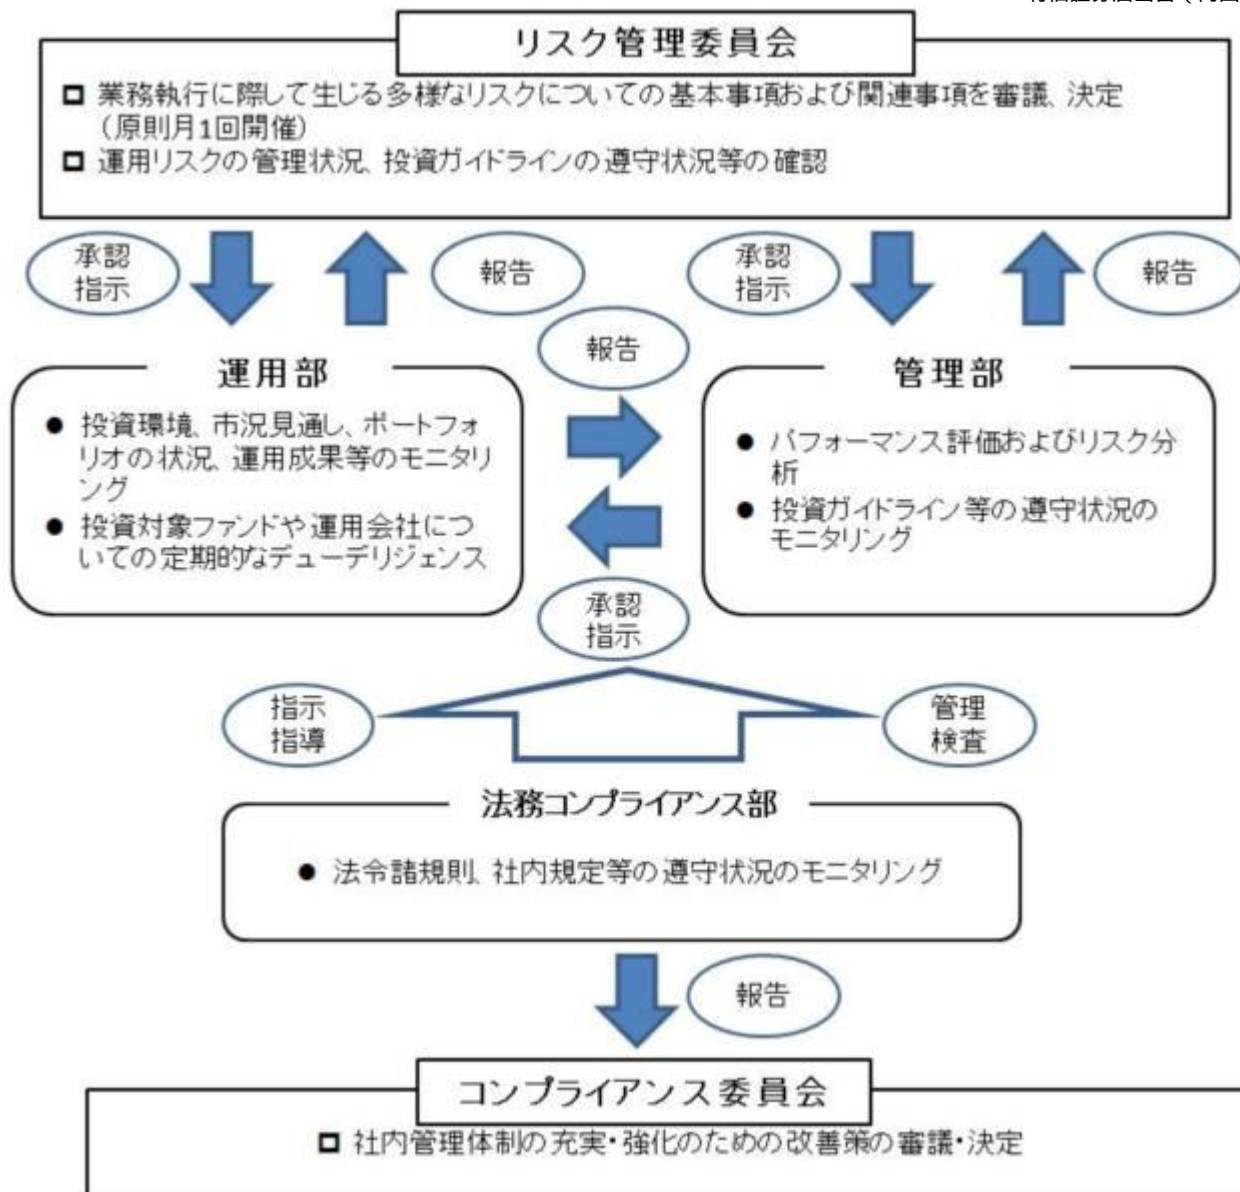 リスク管理委員会
業務執行に際して生じる多様なリスクについての基本事項および関連事項を審議、決定
（原則月1回開催）
運用リスクの管理状況、投資ガイドラインの遵守状況等の確認
承認
指示
報告
承認
指示
報告
報告
運用部
● 投資環境、市況見通し、ポートフォ
リオの状況、運用成果等のモニタリ
ング
● 投資対象ファンドや運用会社につ
いての定期的なデューデリジェンス
管理部
● パフォーマンス評価およびリスク分
析
● 投資ガイドライン等の遵守状況の
モニタリング
承認
指示
指示
指導
管理
検査
法務コンプライアンス部
● 法令諸規則、社内規定等の遵守状況のモニタリング
報告
コンプライアンス委員会
社内管理体制の充実・強化のための改善策の審議・決定